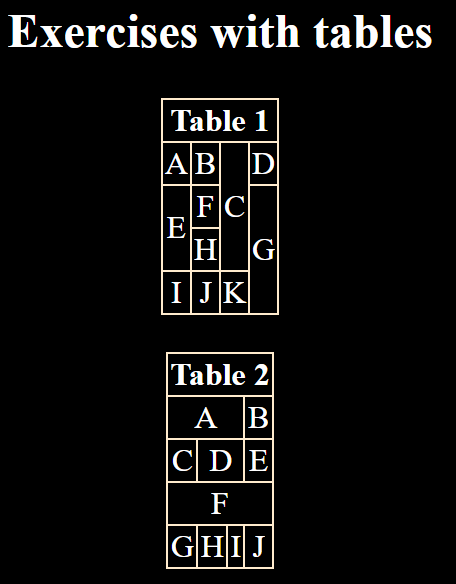 Exercises with tables
Table 1
A B C D
E F G
H
I J K
Table 2
A B
C D E
F
G H I J